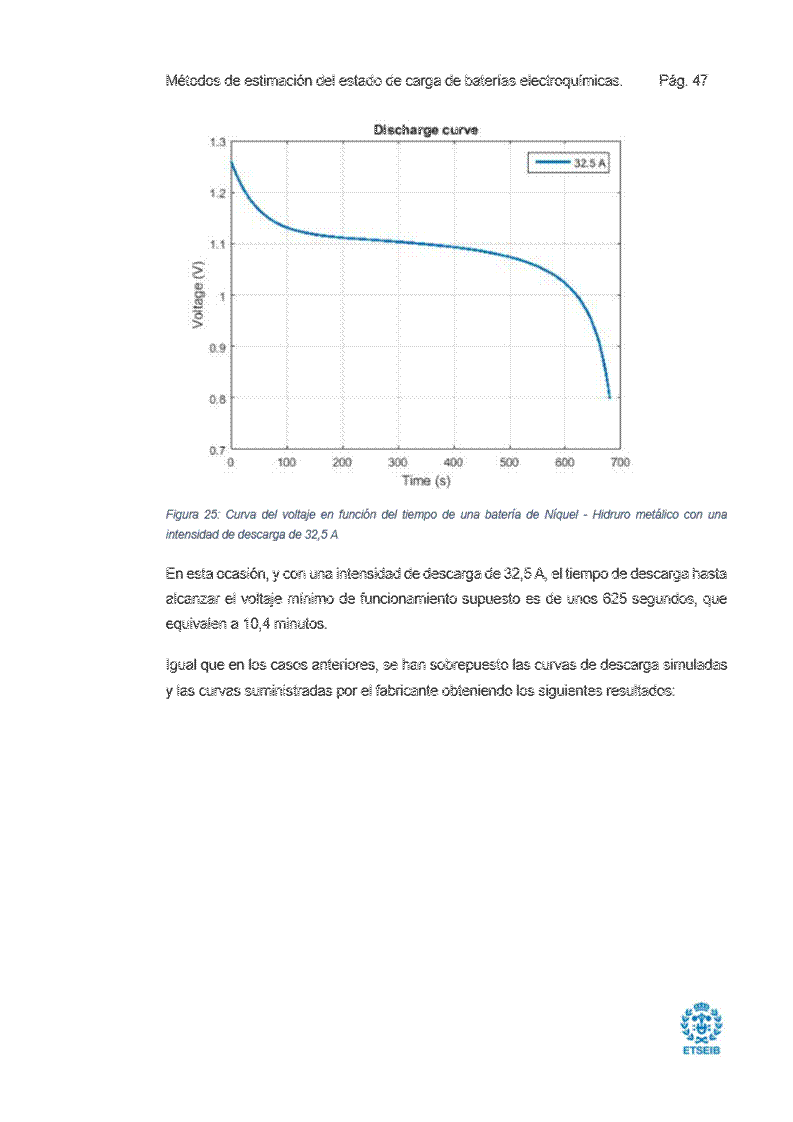 Métodos de estimación del estado de carga de baterías electroquímicas. Pág. 47
Discharge curve
1.3
32.5 A
1.2
1.1
1
0.9
0.8
0.7
Voltage (V)
0 100 200 300 400 500 600 700
Time (s)
Figura 25: Curva del voltaje en función del tiempo de una batería de Níquel - Hidruro metálico con una
intensidad de descarga de 32,5 A
En esta ocasión, y con una intensidad de descarga de 32,5 A, el tiempo de descarga hasta
alcanzar el voltaje mínimo de funcionamiento supuesto es de unos 625 segundos, que
equivalen a 10,4 minutos.
Igual que en los casos anteriores, se han sobrepuesto las curvas de descarga simuladas
y las curvas suministradas por el fabricante obteniendo los siguientes resultados:
ETSEIB